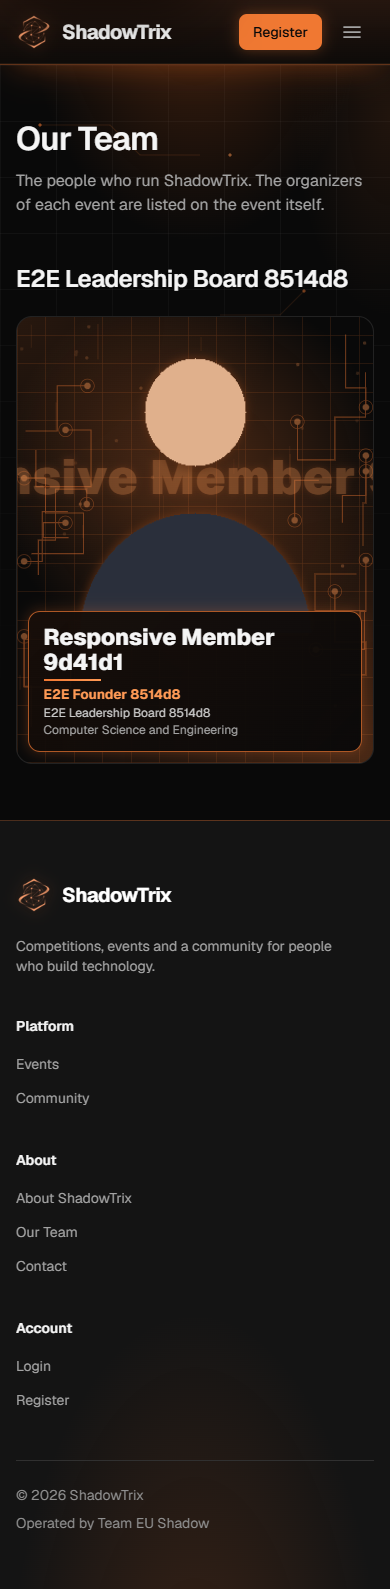 ShadowTrix
Register
Our Team
The people who run ShadowTrix. The organizers
of each event are listed on the event itself.
E2E Leadership Board 8514d8
nsive Member
Responsive Member
9d41d1
E2E Founder 8514d8
E2E Leadership Board 8514d8
Computer Science and Engineering
ShadowTrix
Competitions, events and a community for people
who build technology.
Platform
Events
Community
About
About ShadowTrix
Our Team
Contact
Account
Login
Register
© 2026 ShadowTrix
Operated by Team EU Shadow